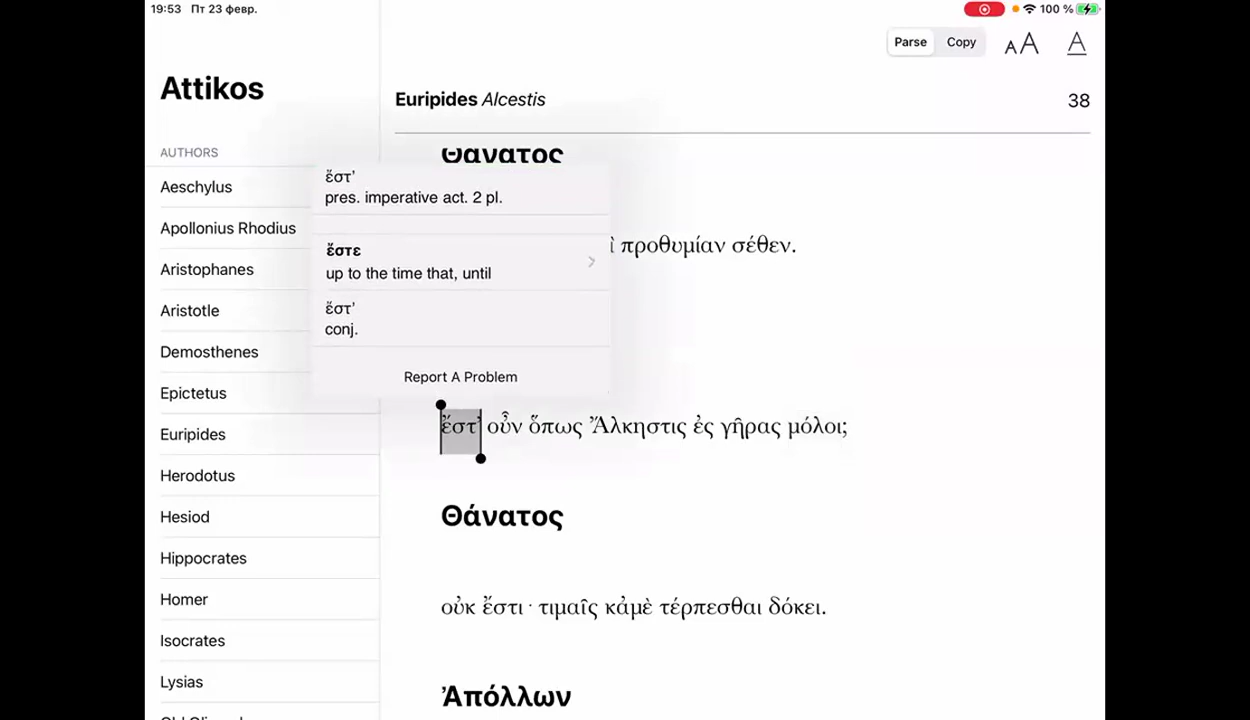 19:53 Пт 23 февр.
100 %
Parse Copy
AA A
Attikos
Euripides Alcestis 38
AUTHORS
Aeschylus
Apollonius Rhodius
Aristophanes
Aristotle
Demosthenes
Epictetus
Euripides
Herodotus
Hesiod
Hippocrates
Homer
Isocrates
Lysias
Θάνατος
ἔστ’
pres. imperative act. 2 pl.
ἔστε
up to the time that, until
ἔστ’
conj.
Report A Problem
προθυμίαν σέθεν.
ἔστ’ οὖν ὅπως Ἄλκηστις ἐς γῆρας μόλοι;
Θάνατος
οὐκ ἔστι· τιμαῖς κἀμὲ τέρπεσθαι δόκει.
Ἀπόλλων